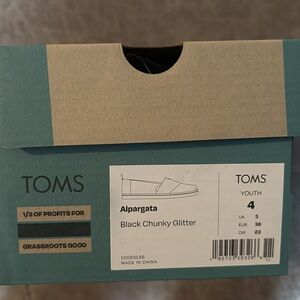 TOMS
1/3 OF PROFITS FOR
GRASSROOTS GOOD
Alpargata
Black Chunky Glitter
10020135
MADE IN CHINA
TOMS
YOUTH
4
UK 3
EUR 36
CM 23